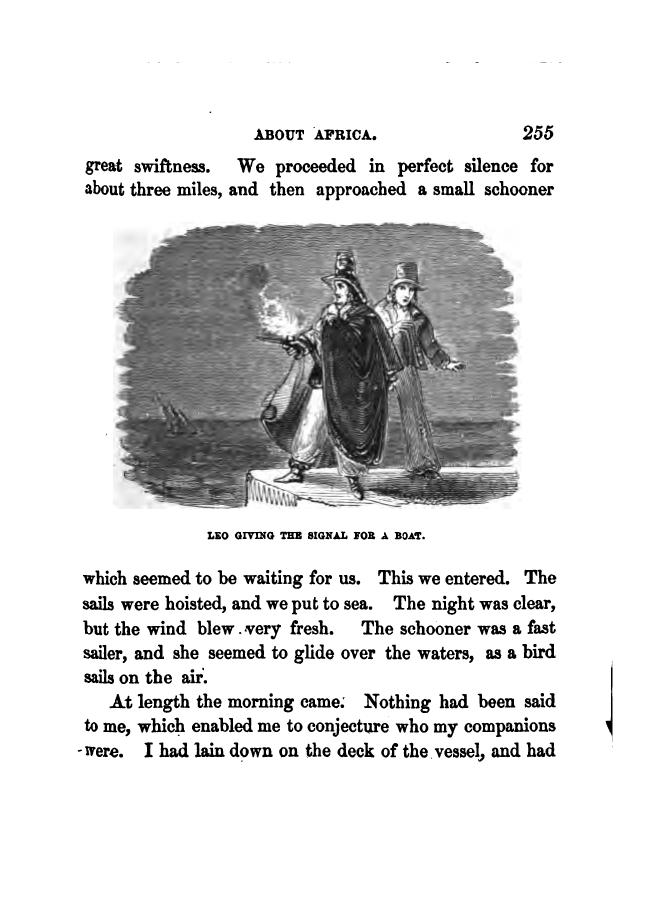 ABOUT AFRICA. 255
great swiftness. We proceeded in perfect silence for
about three miles, and then approached a small schooner
LEO GIVING THE SIGNAL FOR A BOAT.
which seemed to be waiting for us. This we entered. The
sails were hoisted, and we put to sea. The night was clear,
but the wind blew very fresh. The schooner was a fast
sailer, and she seemed to glide over the waters, as a bird
sails on the air.
At length the morning came. Nothing had been said
to me, which enabled me to conjecture who my companions
were. I had lain down on the deck of the vessel, and had